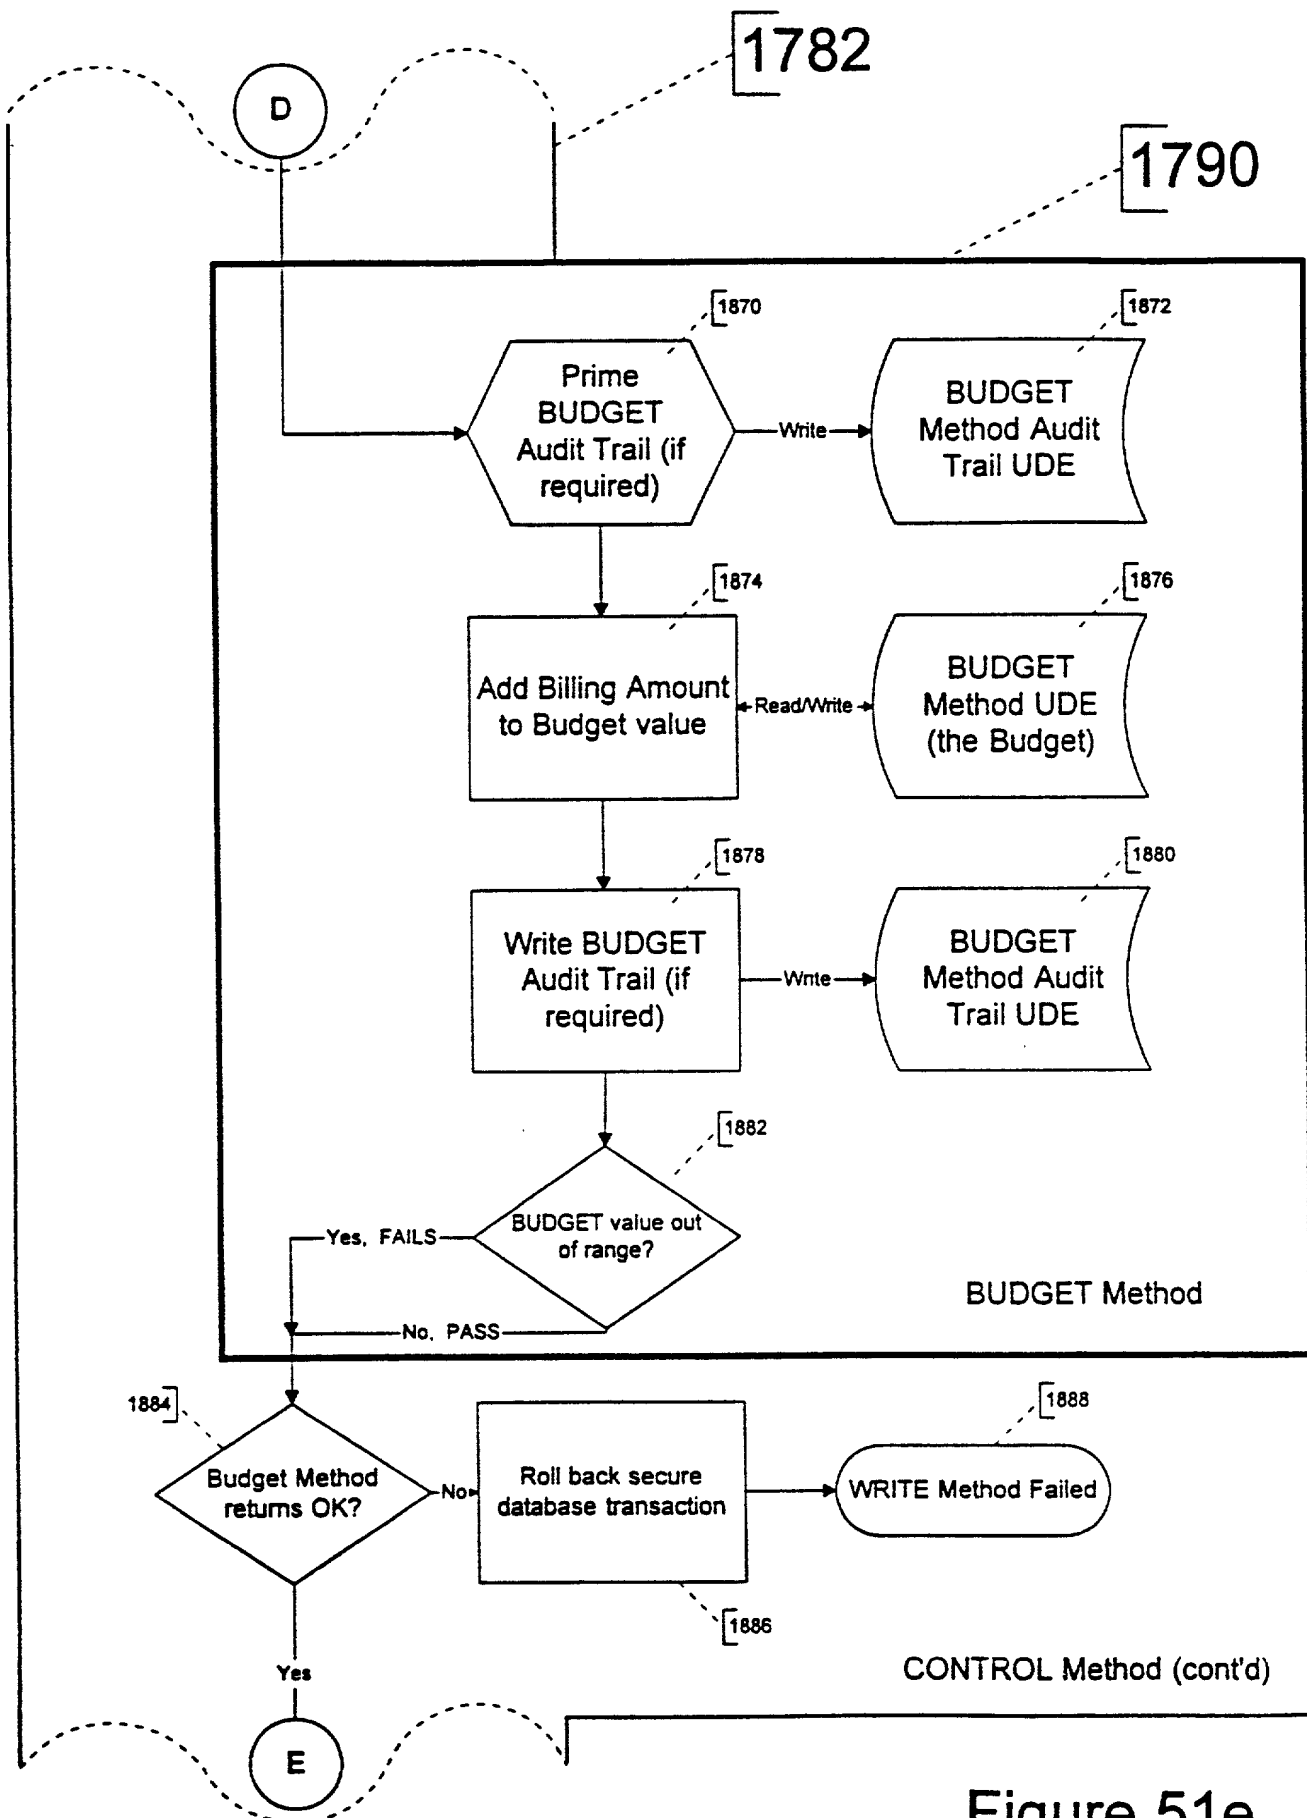 1782
D
1790
1870
1872
Prime
BUDGET
Audit Trail (if
required)
Write
BUDGET
Method Audit
Trail UDE
1874
1876
Add Billing Amount
to Budget value
Read/Write
BUDGET
Method UDE
(the Budget)
1878
1880
Write BUDGET
Audit Trail (if
required)
Write
BUDGET
Method Audit
Trail UDE
1882
BUDGET value out
of range?
Yes, FAILS
No, PASS
BUDGET Method
1884
1888
Budget Method
returns OK?
No
Roll back secure
database transaction
WRITE Method Failed
1886
Yes
CONTROL Method (cont'd)
E
Figure 51e